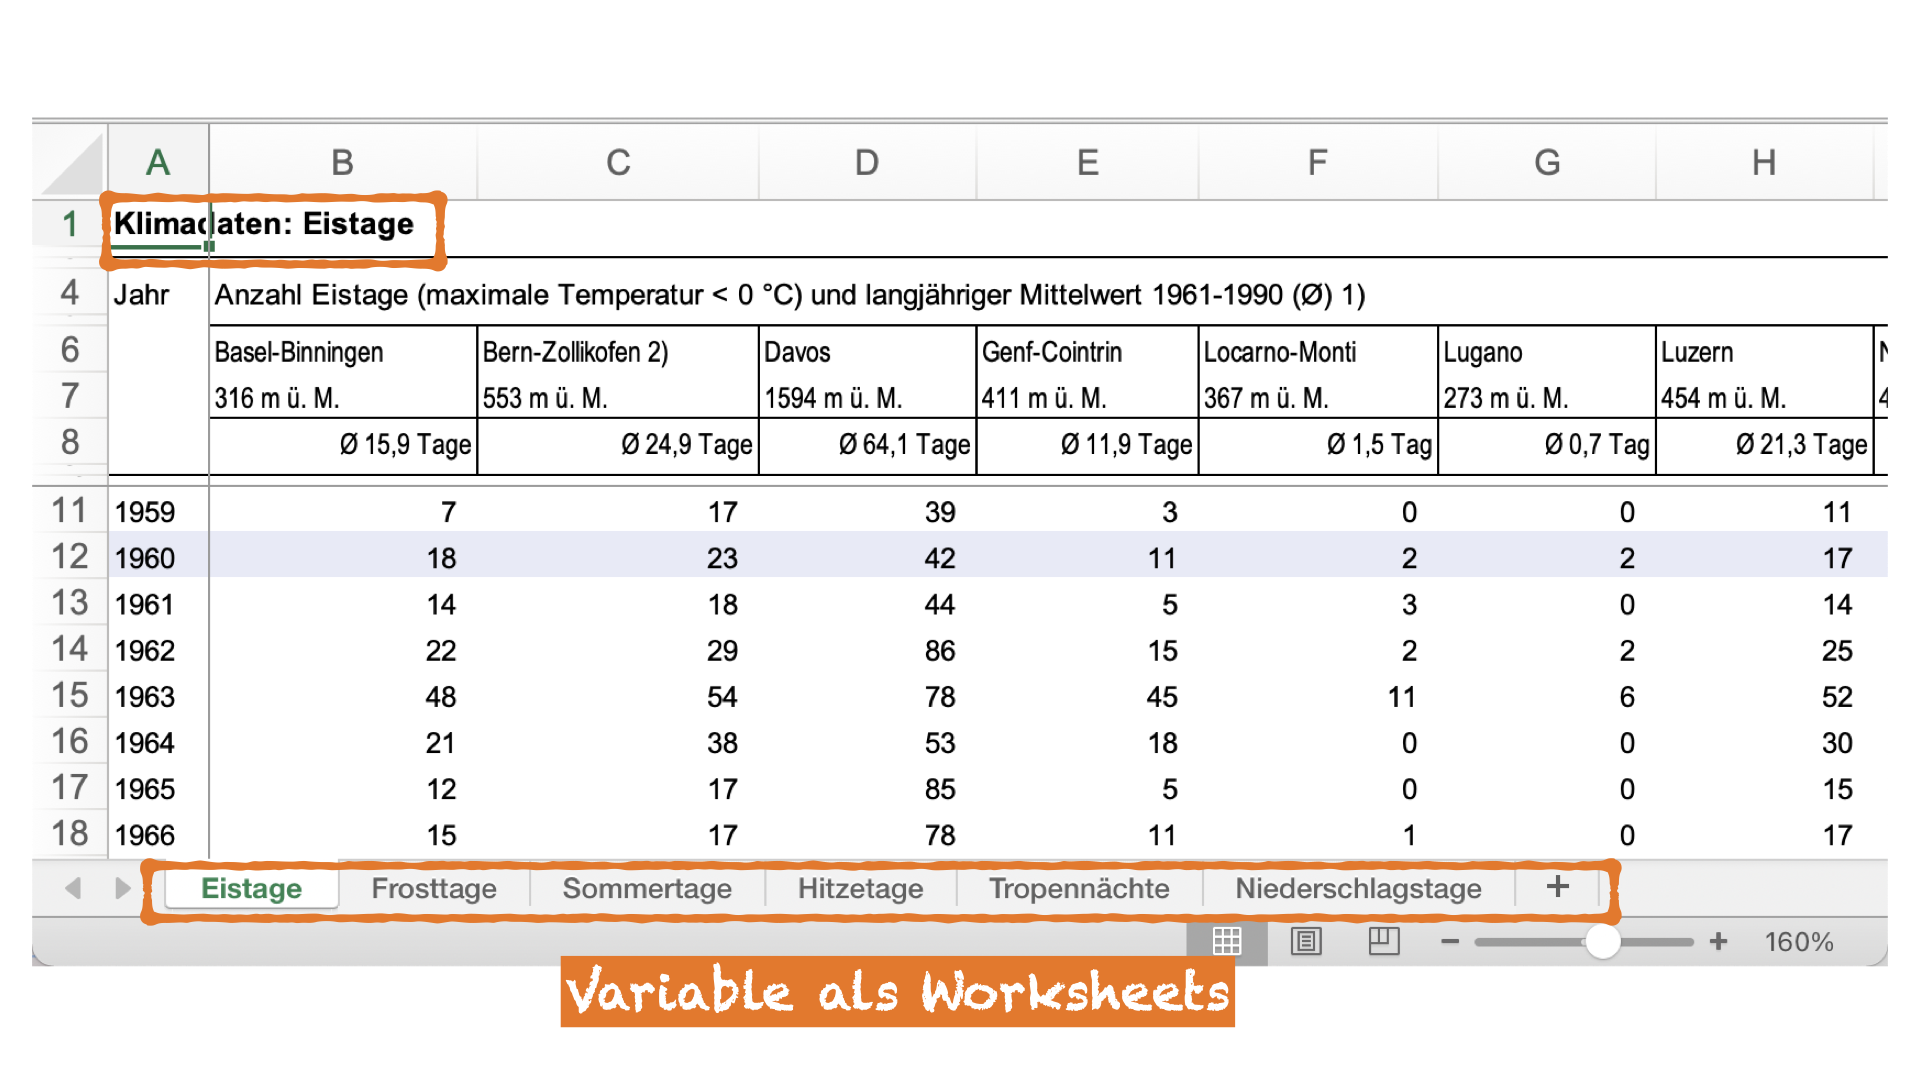 A B C D E F G H
1 Klimadaten: Eistage
4 Jahr Anzahl Eistage (maximale Temperatur < 0 °C) und langjähriger Mittelwert 1961-1990 (Ø) 1)
6 Basel-Binningen Bern-Zollikofen 2) Davos Genf-Cointrin Locarno-Monti Lugano Luzern
7 316 m ü. M. 553 m ü. M. 1594 m ü. M. 411 m ü. M. 367 m ü. M. 273 m ü. M. 454 m ü. M. 4
8 Ø 15,9 Tage Ø 24,9 Tage Ø 64,1 Tage Ø 11,9 Tage Ø 1,5 Tag Ø 0,7 Tag Ø 21,3 Tage
11 1959 7 17 39 3 0 0 11
12 1960 18 23 42 11 2 2 17
13 1961 14 18 44 5 3 0 14
14 1962 22 29 86 15 2 2 25
15 1963 48 54 78 45 11 6 52
16 1964 21 38 53 18 0 0 30
17 1965 12 17 85 5 0 0 15
18 1966 15 17 78 11 1 0 17
Eistage Frosttage Sommertage Hitzetage Tropennächte Niederschlagstage +
− + 160%
Variable als Worksheets